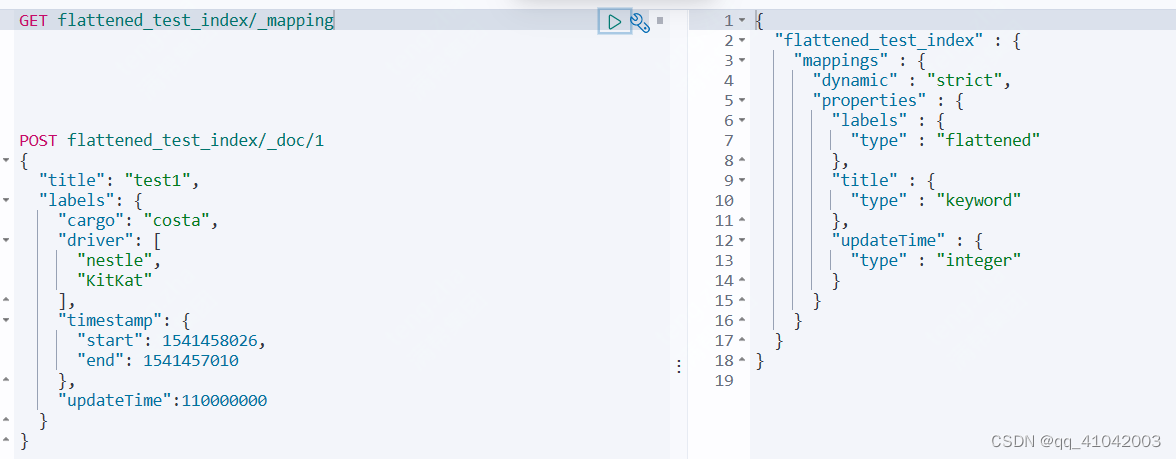 GET flattened_test_index/_mapping
POST flattened_test_index/_doc/1
{
  "title": "test1",
  "labels": {
    "cargo": "costa",
    "driver": [
      "nestle",
      "KitKat"
    ],
    "timestamp": {
      "start": 1541458026,
      "end": 1541457010
    },
    "updateTime":110000000
  }
}
1 {
2   "flattened_test_index" : {
3     "mappings" : {
4       "dynamic" : "strict",
5       "properties" : {
6         "labels" : {
7           "type" : "flattened"
8         },
9         "title" : {
10           "type" : "keyword"
11         },
12         "updateTime" : {
13           "type" : "integer"
14         }
15       }
16     }
17   }
18 }
19
CSDN @qq_41042003